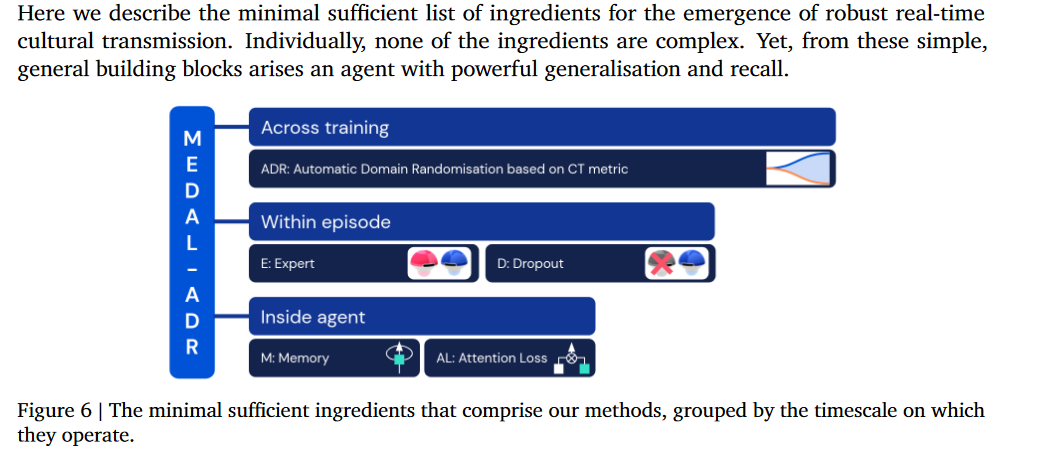 Here we describe the minimal sufficient list of ingredients for the emergence of robust real-time
cultural transmission. Individually, none of the ingredients are complex. Yet, from these simple,
general building blocks arises an agent with powerful generalisation and recall.
MEDAL-ADR
Across training
ADR: Automatic Domain Randomisation based on CT metric
Within episode
E: Expert
D: Dropout
Inside agent
M: Memory
AL: Attention Loss
Figure 6 | The minimal sufficient ingredients that comprise our methods, grouped by the timescale on which
they operate.